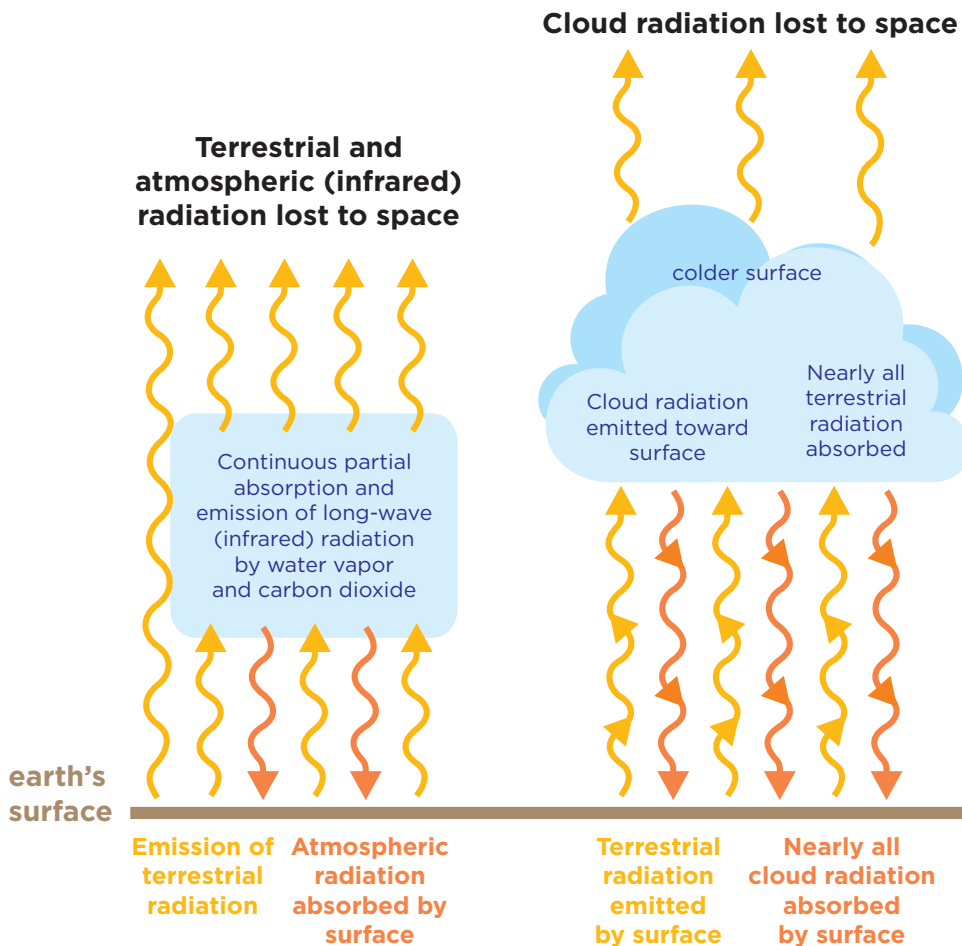 Cloud radiation lost to space
Terrestrial and
atmospheric (infrared)
radiation lost to space
colder surface
Cloud radiation
emitted toward
surface
Nearly all
terrestrial
radiation
absorbed
Continuous partial
absorption and
emission of long-wave
(infrared) radiation
by water vapor
and carbon dioxide
earth's
surface
Emission of
terrestrial
radiation
Atmospheric
radiation
absorbed by
surface
Terrestrial
radiation
emitted
by surface
Nearly all
cloud radiation
absorbed
by surface